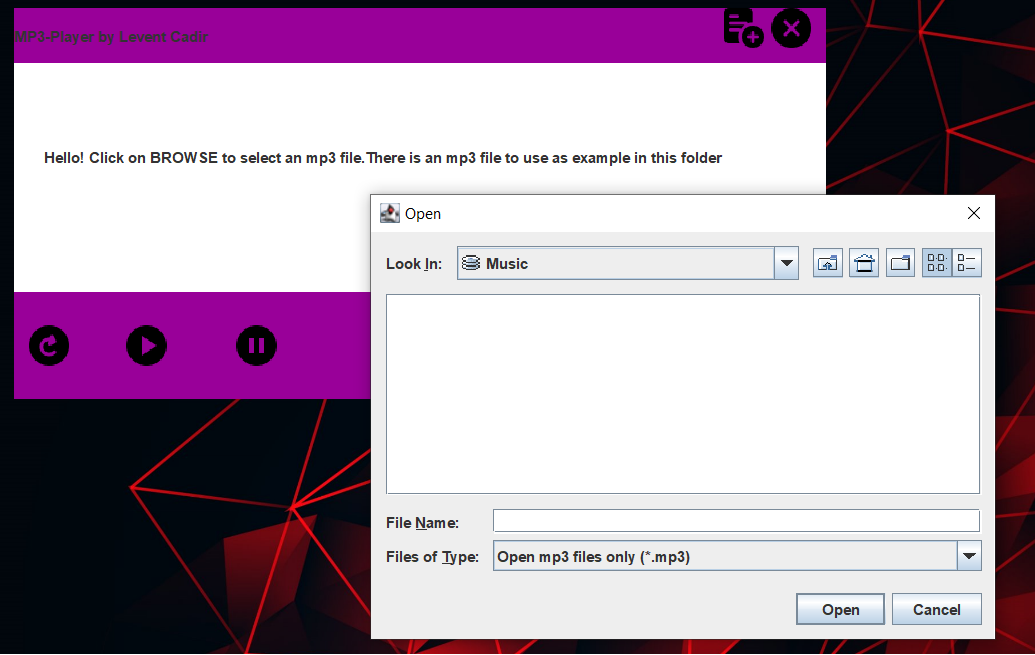 MP3-Player by Levent Cadir
Hello! Click on BROWSE to select an mp3 file.There is an mp3 file to use as example in this folder
Open
Look In:
Music
File Name:
Files of Type:
Open mp3 files only (*.mp3)
Open
Cancel